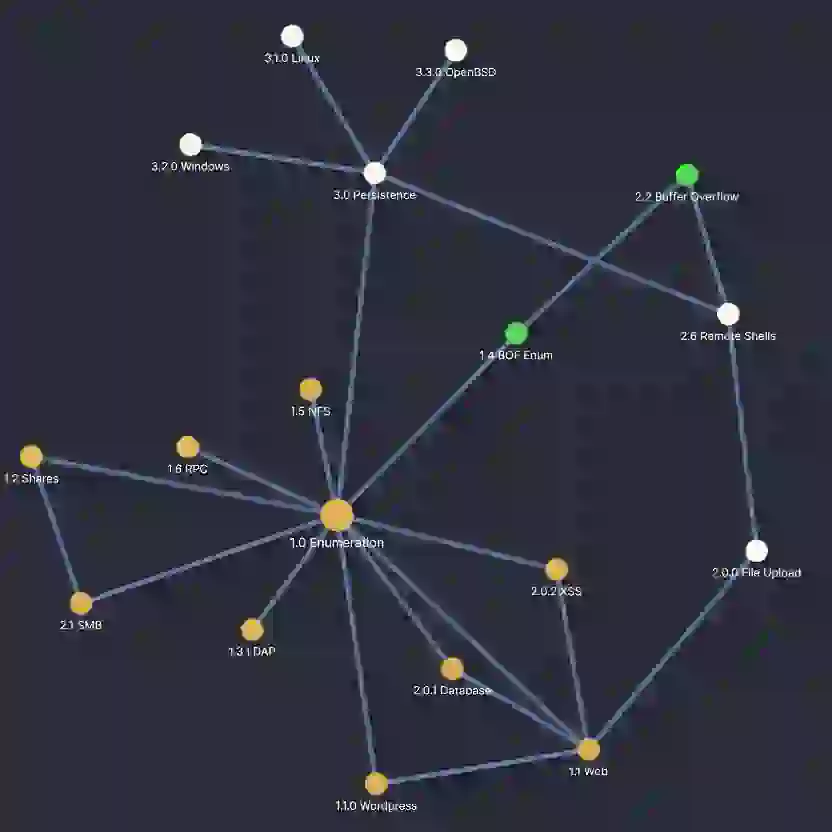 3.1.0 Linux
3.3.0 OpenBSD
3.2.0 Windows
3.0 Persistence
2.2 Buffer Overflow
2.6 Remote Shells
1.4 BOF Enum
1.5 NFS
1.6 RPC
1.2 Shares
1.0 Enumeration
2.0.0 File Upload
2.0.2 XSS
2.1 SMB
1.3 LDAP
2.0.1 Database
1.1 Web
1.1.0 Wordpress